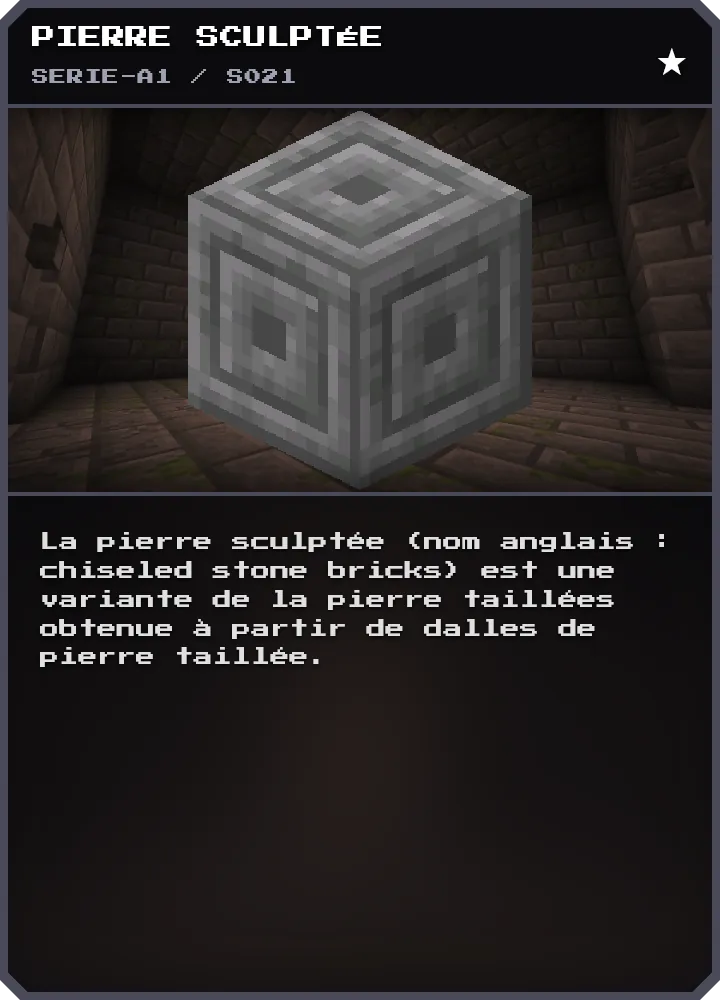 PIERRE SCULPTÉE
SERIE-A1 / S021
La pierre sculptée (nom anglais :
chiseled stone bricks) est une
variante de la pierre taillées
obtenue à partir de dalles de
pierre taillée.